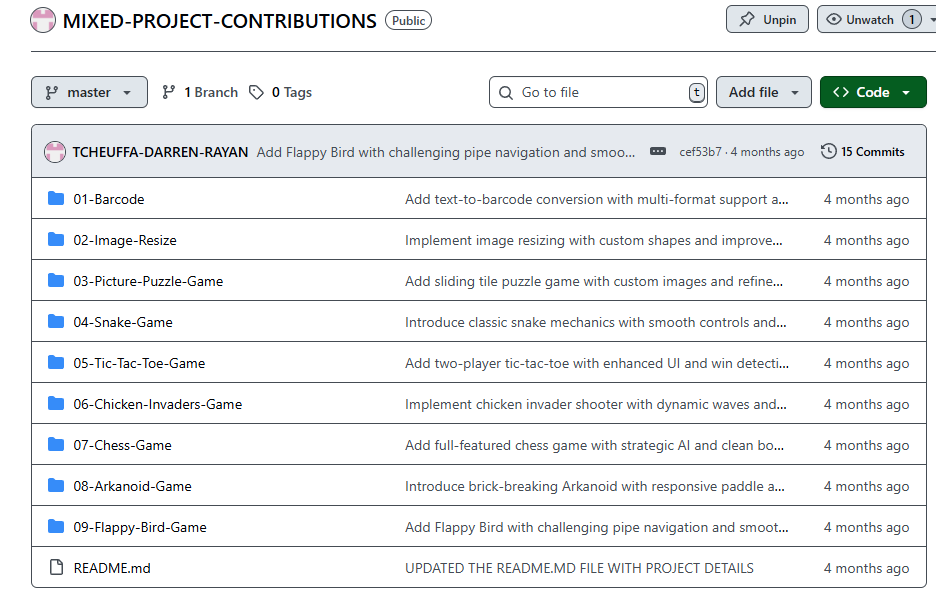 MIXED-PROJECT-CONTRIBUTIONS Public Unpin Unwatch 1
master 1 Branch 0 Tags Go to file t Add file Code
TCHEUFFA-DARREN-RAYAN Add Flappy Bird with challenging pipe navigation and smoo... cef53b7 · 4 months ago 15 Commits
01-Barcode Add text-to-barcode conversion with multi-format support a... 4 months ago
02-Image-Resize Implement image resizing with custom shapes and improve... 4 months ago
03-Picture-Puzzle-Game Add sliding tile puzzle game with custom images and refine... 4 months ago
04-Snake-Game Introduce classic snake mechanics with smooth controls and... 4 months ago
05-Tic-Tac-Toe-Game Add two-player tic-tac-toe with enhanced UI and win detecti... 4 months ago
06-Chicken-Invaders-Game Implement chicken invader shooter with dynamic waves and... 4 months ago
07-Chess-Game Add full-featured chess game with strategic AI and clean bo... 4 months ago
08-Arkanoid-Game Introduce brick-breaking Arkanoid with responsive paddle a... 4 months ago
09-Flappy-Bird-Game Add Flappy Bird with challenging pipe navigation and smoot... 4 months ago
README.md UPDATED THE README.MD FILE WITH PROJECT DETAILS 4 months ago